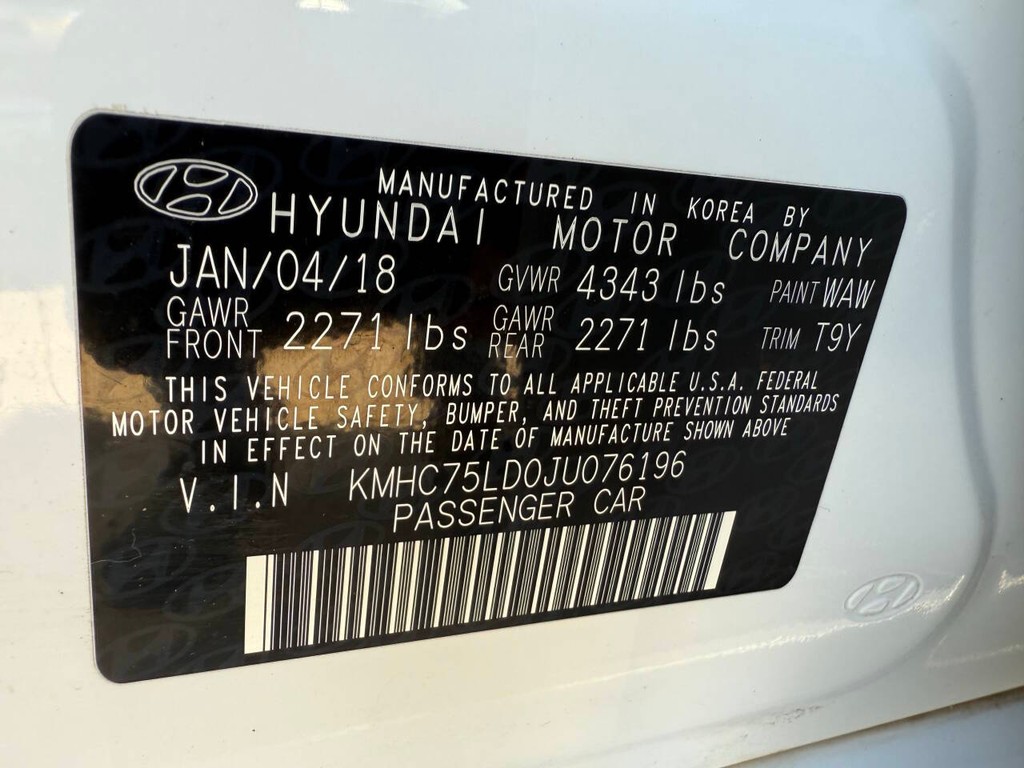 MANUFACTURED IN KOREA BY
HYUNDAI MOTOR COMPANY
JAN/04/18 GVWR 4343 lbs PAINT WAW
GAWR FRONT 2271 lbs GAWR REAR 2271 lbs TRIM T9Y
THIS VEHICLE CONFORMS TO ALL APPLICABLE U.S.A. FEDERAL
MOTOR VEHICLE SAFETY, BUMPER, AND THEFT PREVENTION STANDARDS
IN EFFECT ON THE DATE OF MANUFACTURE SHOWN ABOVE
V.I.N KMHC75LD0JU076196
PASSENGER CAR